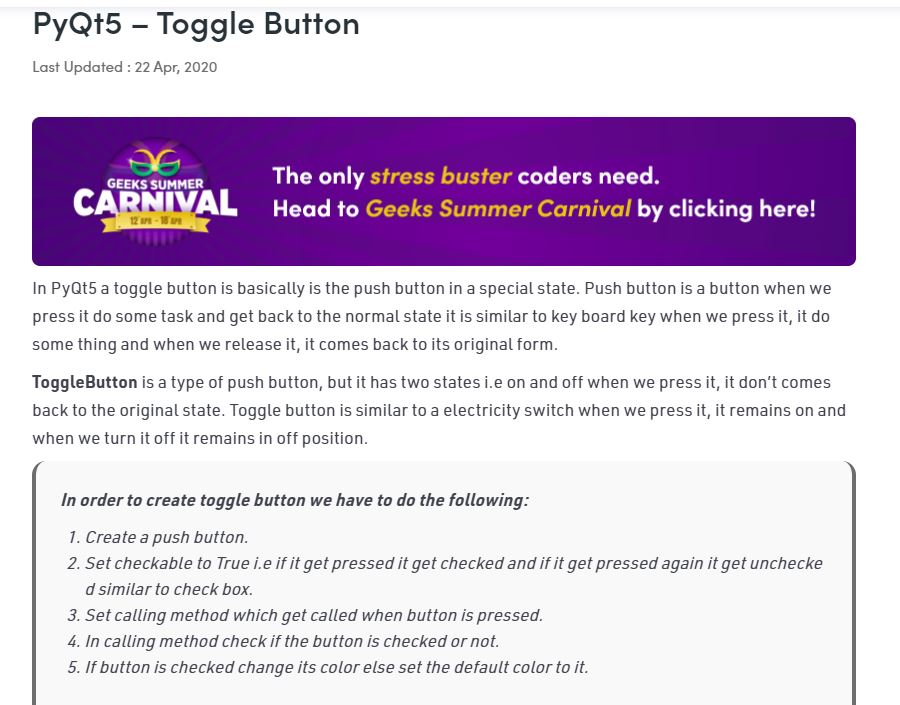 PyQt5 – Toggle Button
Last Updated : 22 Apr, 2020
GEEKS SUMMER
CARNIVAL
12 APR - 18 APR
The only stress buster coders need.
Head to Geeks Summer Carnival by clicking here!
In PyQt5 a toggle button is basically is the push button in a special state. Push button is a button when we
press it do some task and get back to the normal state it is similar to key board key when we press it, it do
some thing and when we release it, it comes back to its original form.
ToggleButton is a type of push button, but it has two states i.e on and off when we press it, it don’t comes
back to the original state. Toggle button is similar to a electricity switch when we press it, it remains on and
when we turn it off it remains in off position.
In order to create toggle button we have to do the following:
1. Create a push button.
2. Set checkable to True i.e if it get pressed it get checked and if it get pressed again it get unchecke
d similar to check box.
3. Set calling method which get called when button is pressed.
4. In calling method check if the button is checked or not.
5. If button is checked change its color else set the default color to it.